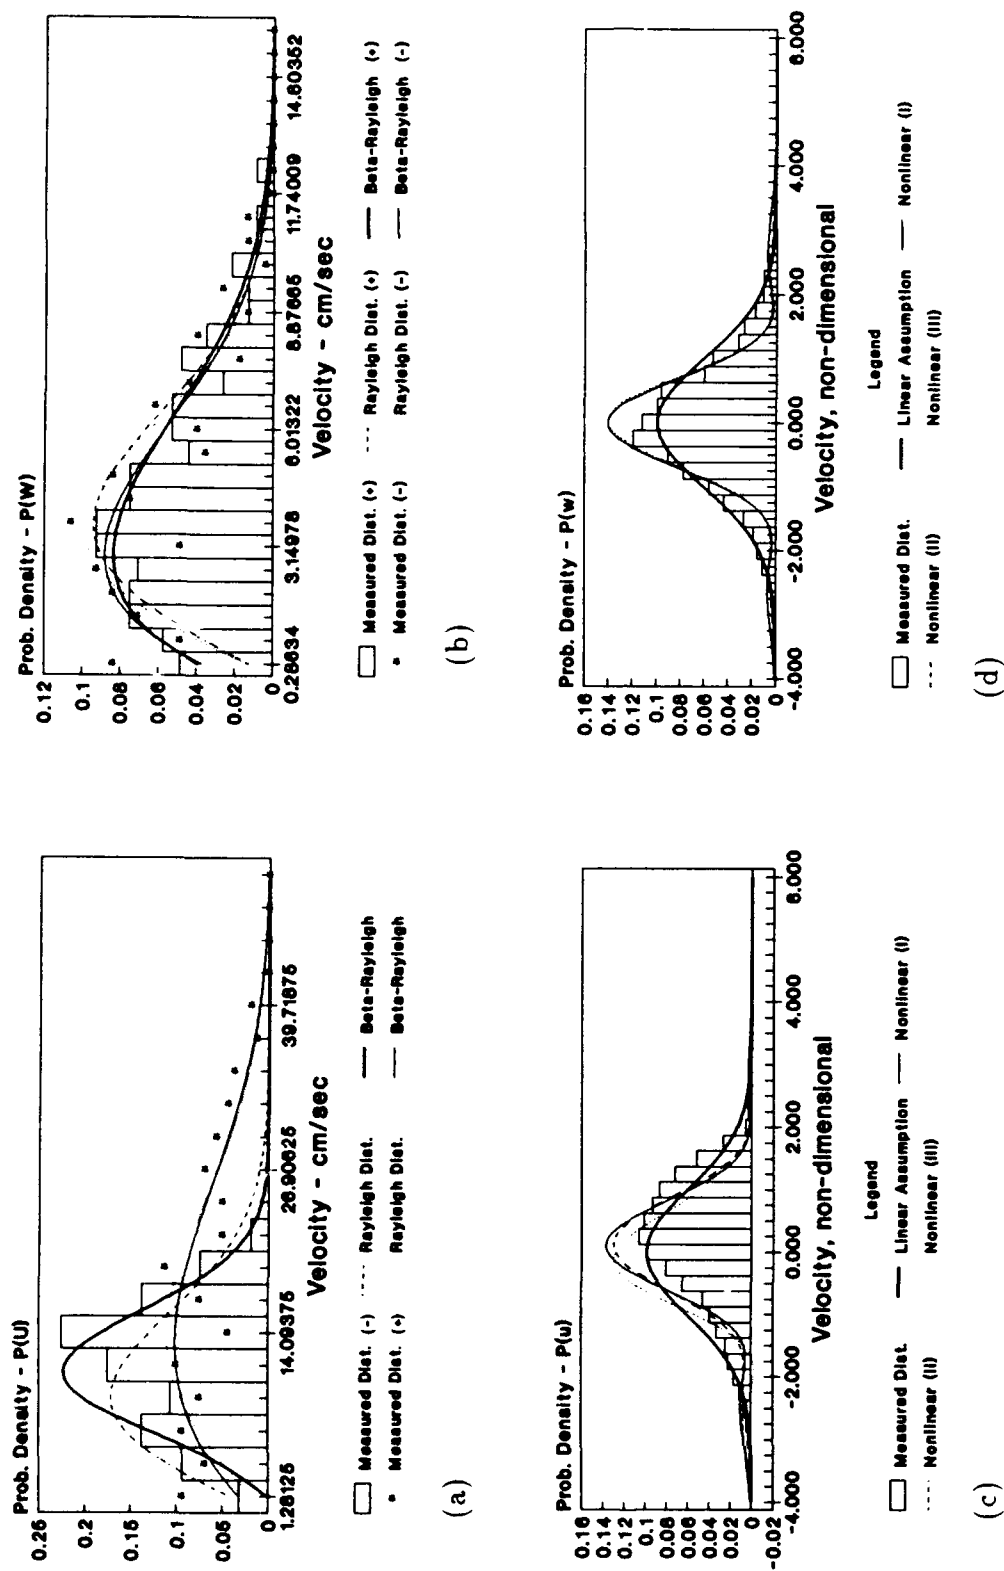 Prob. Density - P(U)
0.25
0.2
0.15
0.1
0.05
0
1.28125
14.09375
26.90625
39.71875
Velocity - cm/sec
Measured Dist. (-)
Rayleigh Dist.
Beta-Rayleigh
Measured Dist. (+)
Rayleigh Dist.
Beta-Rayleigh
(a)
Prob. Density - P(W)
0.12
0.1
0.08
0.06
0.04
0.02
0
0.28634
3.14978
6.01322
8.87665
11.74009
14.60352
Velocity - cm/sec
Measured Dist. (+)
Rayleigh Dist. (+)
Beta-Rayleigh (+)
Measured Dist. (-)
Rayleigh Dist. (-)
Beta-Rayleigh (-)
(b)
Prob. Density - P(u)
0.16
0.14
0.12
0.1
0.08
0.06
0.04
0.02
0
-0.02
-4.000
-2.000
0.000
2.000
4.000
6.000
Velocity, non-dimensional
Legend
Measured Dist.
Linear Assumption
Nonlinear (I)
Nonlinear (II)
Nonlinear (III)
(c)
Prob. Density - P(w)
0.16
0.14
0.12
0.1
0.08
0.06
0.04
0.02
0
-4.000
-2.000
0.000
2.000
4.000
6.000
Velocity, non-dimensional
Legend
Measured Dist.
Linear Assumption
Nonlinear (I)
Nonlinear (II)
Nonlinear (III)
(d)